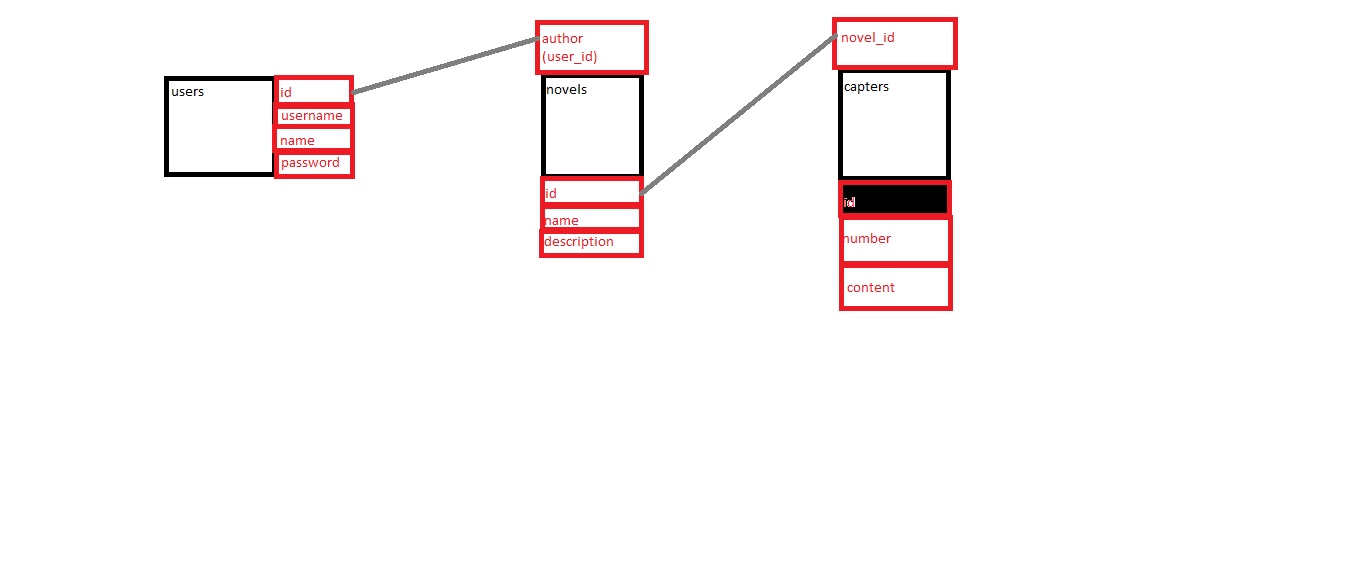 users
id
username
name
password
author
(user_id)
novels
id
name
description
novel_id
capters
id
number
content